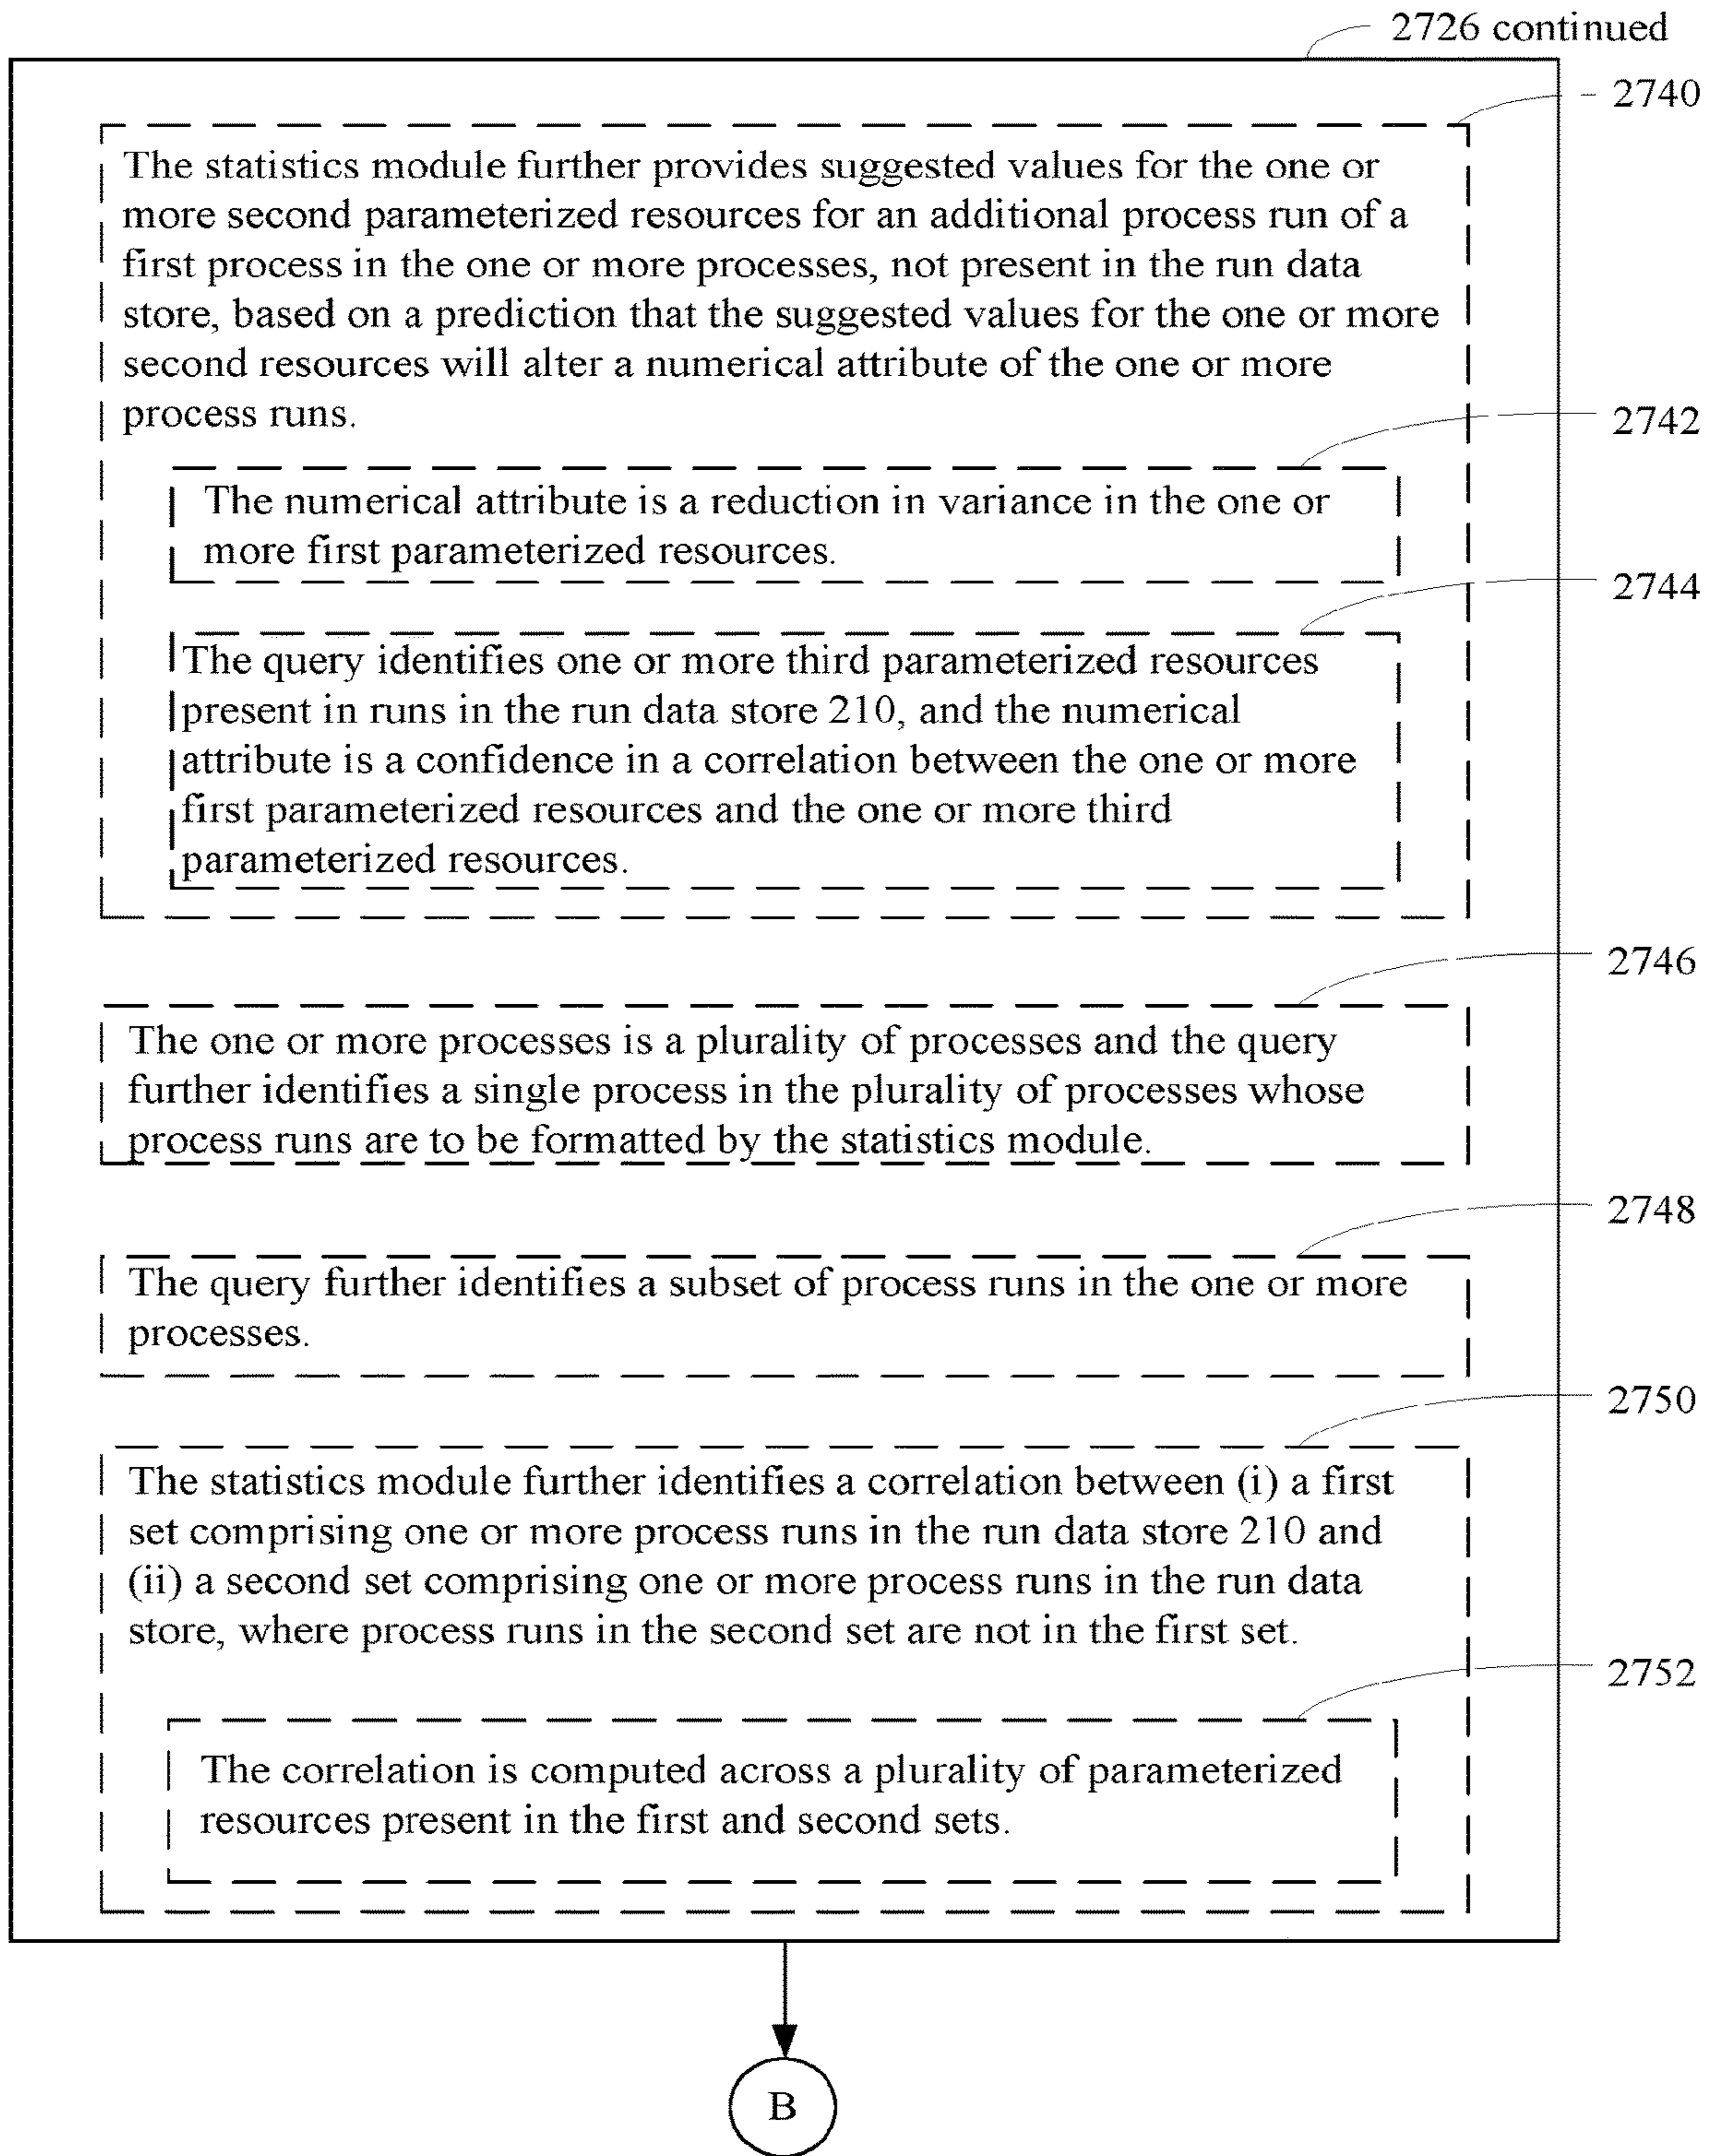 2726 continued
2740
The statistics module further provides suggested values for the one or
more second parameterized resources for an additional process run of a
first process in the one or more processes, not present in the run data
store, based on a prediction that the suggested values for the one or more
second resources will alter a numerical attribute of the one or more
process runs.
2742
The numerical attribute is a reduction in variance in the one or
more first parameterized resources.
2744
The query identifies one or more third parameterized resources
present in runs in the run data store 210, and the numerical
attribute is a confidence in a correlation between the one or more
first parameterized resources and the one or more third
parameterized resources.
2746
The one or more processes is a plurality of processes and the query
further identifies a single process in the plurality of processes whose
process runs are to be formatted by the statistics module.
2748
The query further identifies a subset of process runs in the one or more
processes.
2750
The statistics module further identifies a correlation between (i) a first
set comprising one or more process runs in the run data store 210 and
(ii) a second set comprising one or more process runs in the run data
store, where process runs in the second set are not in the first set.
2752
The correlation is computed across a plurality of parameterized
resources present in the first and second sets.
B